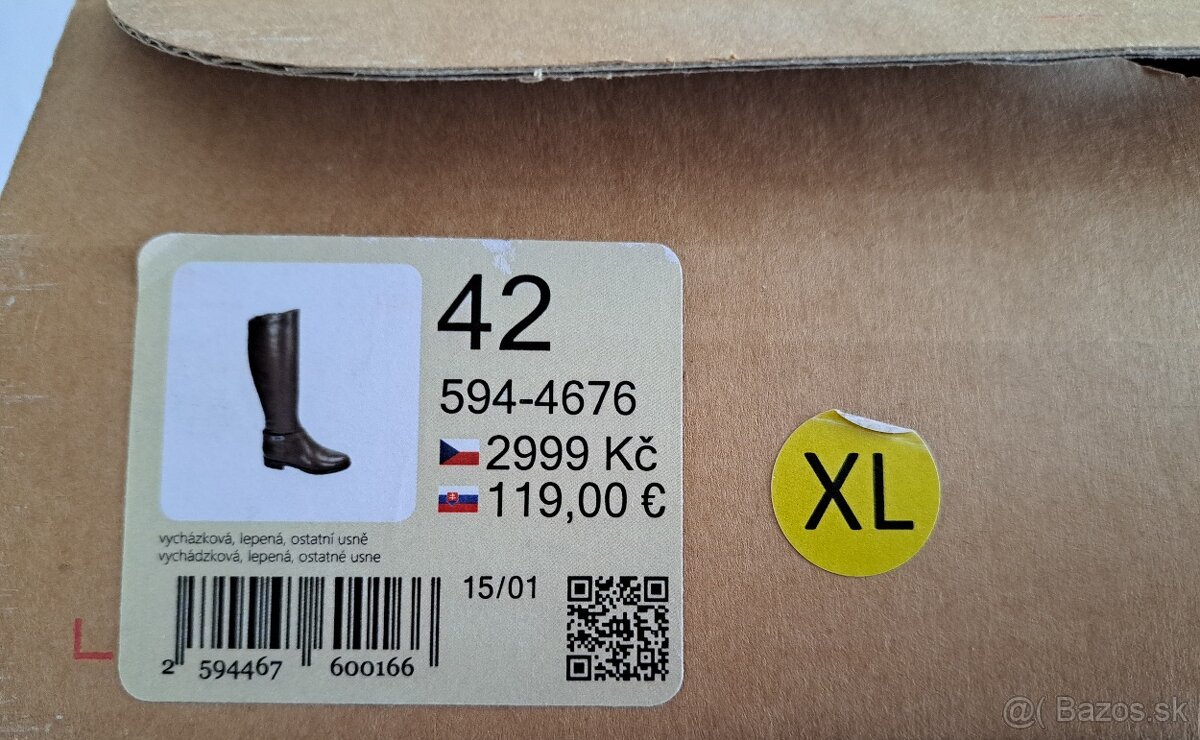 42
594-4676
2999 Kč
119,00 €
XL
vycházková, lepená, ostatní usně
vychádzková, lepená, ostatné usne
15/01
2 594467 600166
@( Bazos.sk